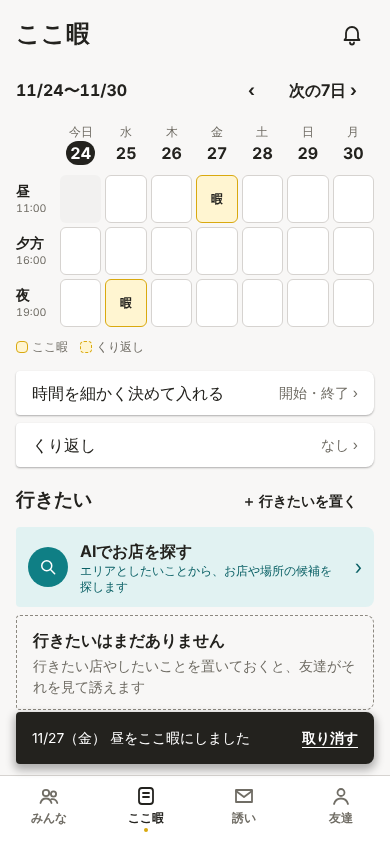 ここ暇
11/24〜11/30
‹ 次の7日 ›
今日 水 木 金 土 日 月
24 25 26 27 28 29 30
昼
11:00
暇
夕方
16:00
夜
19:00
暇
ここ暇 くり返し
時間を細かく決めて入れる 開始・終了 ›
くり返し なし ›
行きたい ＋ 行きたいを置く
AIでお店を探す
エリアとしたいことから、お店や場所の候補を
探します
›
行きたいはまだありません
行きたい店やしたいことを置いておくと、友達がそ
れを見て誘えます
11/27（金） 昼をここ暇にしました 取り消す
みんな ここ暇 誘い 友達